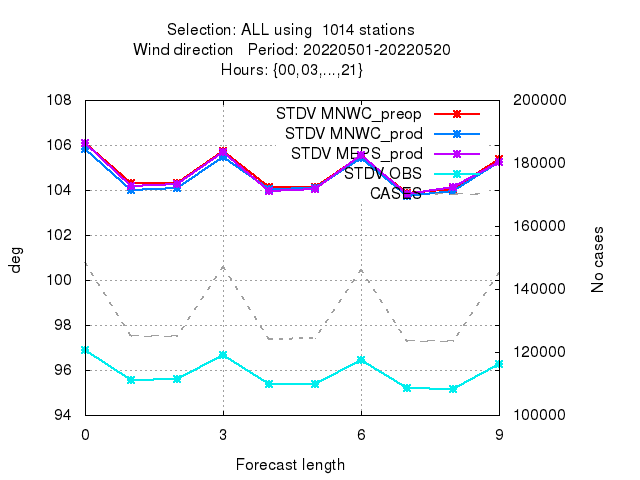 Selection: ALL using  1014 stations
Wind direction   Period: 20220501-20220520
Hours: {00,03,...,21}
108
106
104
102
100
98
96
94
deg
STDV MNWC_preop
STDV MNWC_prod
STDV MEPS_prod
STDV OBS
CASES
200000
180000
160000
140000
120000
100000
No cases
0 3 6 9
Forecast length